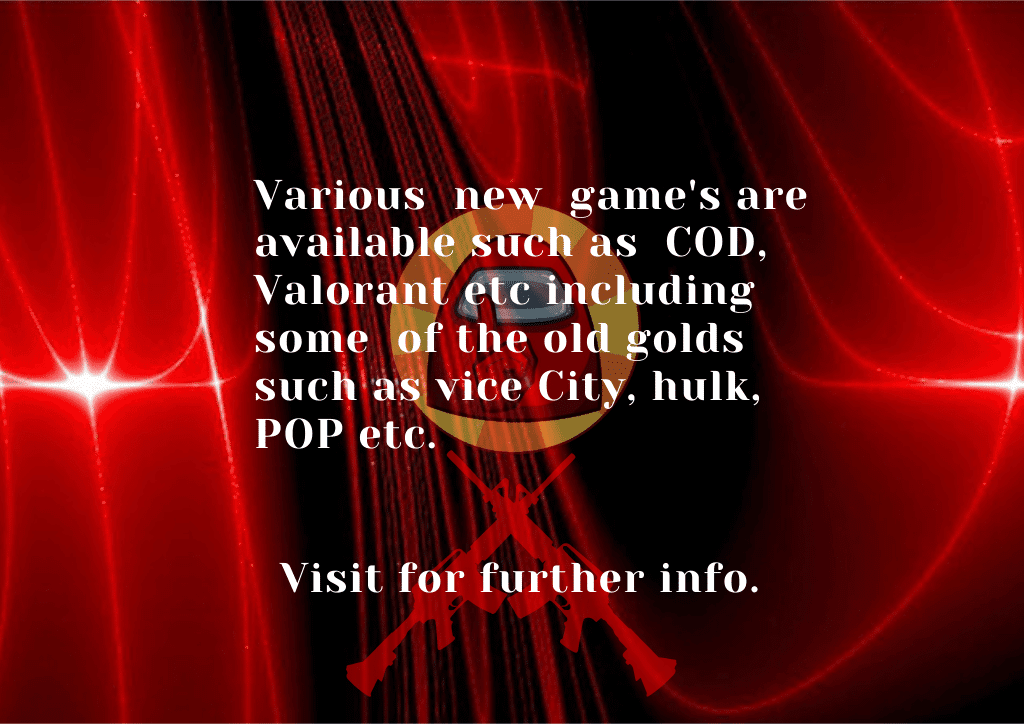 Various new game's are
available such as COD,
Valorant etc including
some of the old golds
such as vice City, hulk,
POP etc.
Visit for further info.